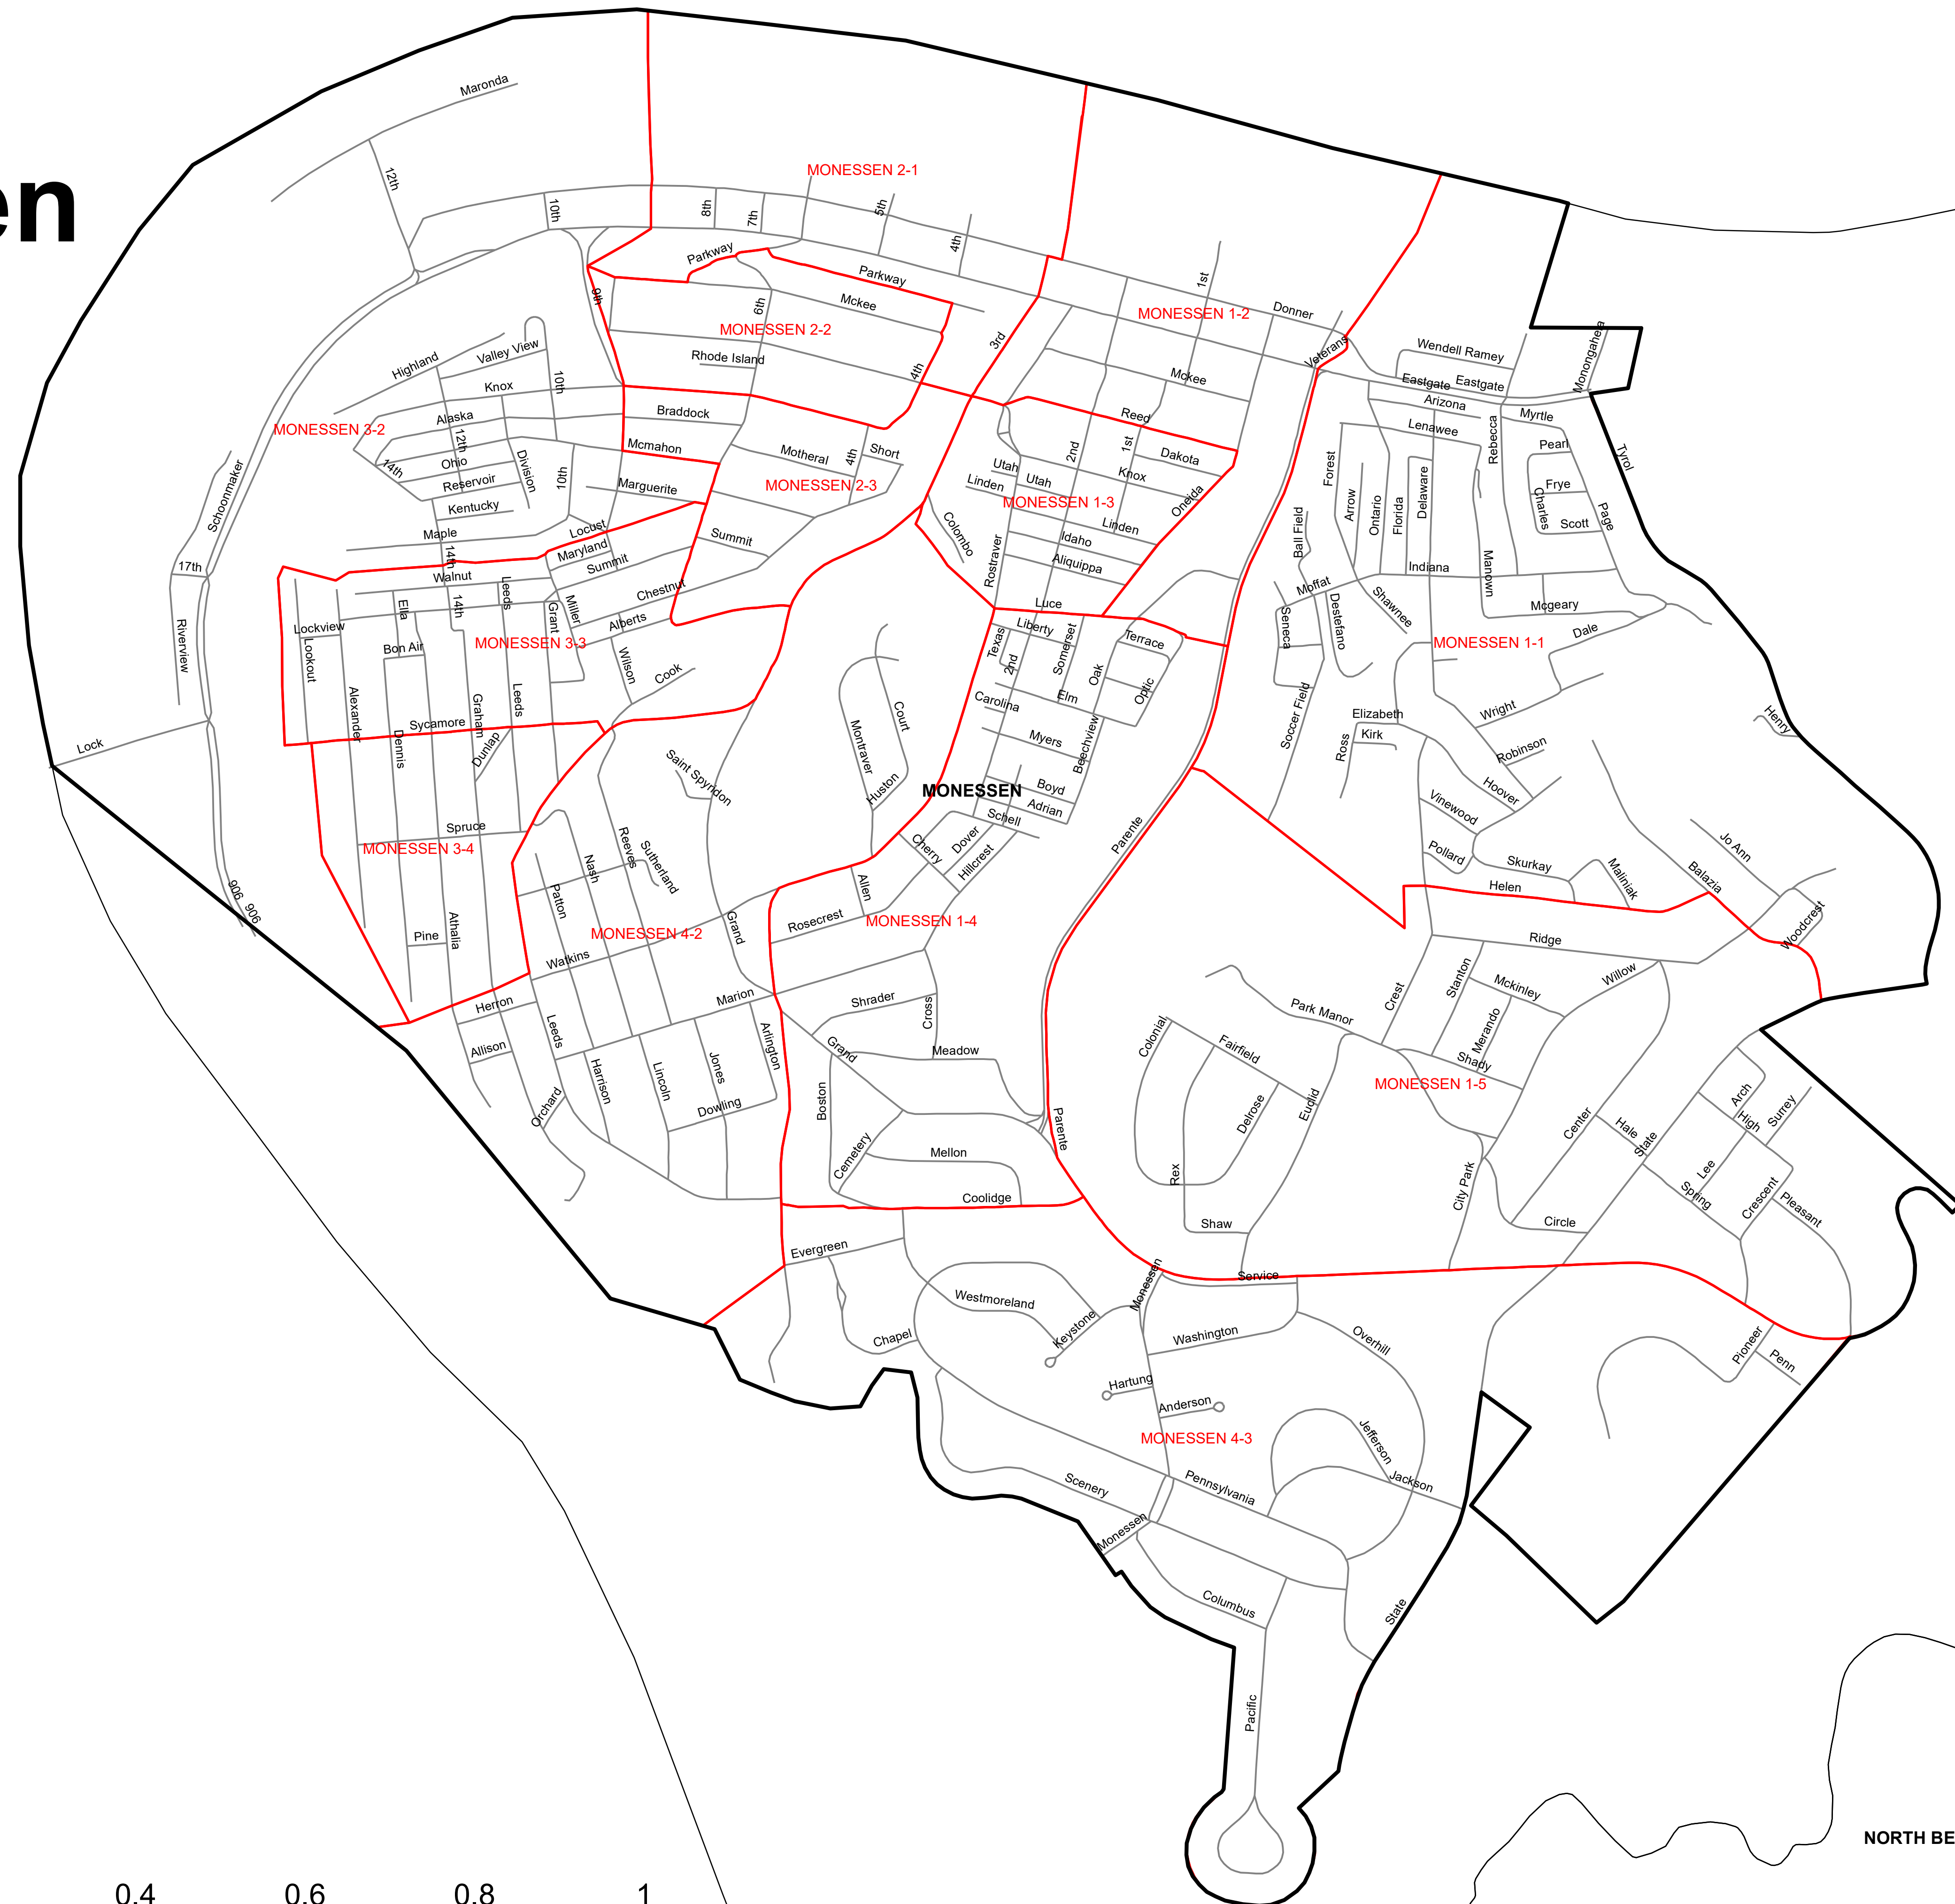 en
Maronda
12th
MONESSEN 2-1
10th
8th
7th
5th
4th
Parkway
Parkway
Mckee
9th
6th
MONESSEN 2-2
Rhode Island
4th
3rd
1st
MONESSEN 1-2
Donner
Veterans
Mckee
Wendell Ramey
Monongahela
Eastgate
Eastgate
Arizona
Myrtle
Lenawee
Rebecca
Pearl
Tyrol
Highland
Valley View
Knox
10th
Alaska
MONESSEN 3-2
12th
14th
Ohio
Reservoir
Division
10th
Kentucky
Maple
14th
Locust
Braddock
Mcmahon
Motheral
4th
Short
MONESSEN 2-3
Marguerite
Maryland
Summit
Summit
Reed
2nd
1st
Dakota
Utah
Utah
Linden
Knox
MONESSEN 1-3
Oneida
Linden
Colombo
Idaho
Aliquippa
Rostraver
Forest
Arrow
Ontario
Florida
Delaware
Frye
Charles
Scott
Page
Ball Field
Schoonmaker
17th
Riverview
Walnut
Leeds
Ella
14th
Grant
Miller
Chestnut
Alberts
Lockview
Lookout
Bon Air
MONESSEN 3-3
Wilson
Cook
Luce
Liberty
Texas
2nd
Somerset
Terrace
Oak
Optic
Elm
Carolina
Myers
Beechview
Indiana
Manown
Moffat
Mcgeary
Seneca
Destefano
Shawnee
MONESSEN 1-1
Dale
Alexander
Graham
Leeds
Sycamore
Dennis
Dunlap
Lock
Montraver
Court
Huston
Saint Spyridon
MONESSEN
Boyd
Adrian
Schell
Soccer Field
Elizabeth
Kirk
Ross
Wright
Robinson
Henry
Hoover
Vinewood
Pollard
Skurkay
Maliniak
Jo Ann
Balazia
Helen
Woodcrest
Spruce
MONESSEN 3-4
Reeves
Sutherland
Nash
Patton
Cherry
Dover
Hillcrest
Parente
Allen
Rosecrest
MONESSEN 1-4
906
906
Pine
Athalia
MONESSEN 4-2
Grand
Watkins
Ridge
Willow
Stanton
Mckinley
Merando
Crest
Park Manor
Shady
MONESSEN 1-5
Herron
Allison
Leeds
Marion
Shrader
Cross
Arlington
Grand
Meadow
Colonial
Fairfield
Orchard
Harrison
Lincoln
Jones
Dowling
Boston
Cemetery
Mellon
Coolidge
Parente
Delrose
Euclid
Rex
Shaw
City Park
Center
Hale
State
Arch
High
Surrey
Lee
Spring
Crescent
Pleasant
Circle
Evergreen
Westmoreland
Keystone
Chapel
Monessen
Service
Washington
Overhill
Hartung
Anderson
MONESSEN 4-3
Jefferson
Jackson
Pioneer
Penn
Scenery
Pennsylvania
Monessen
Columbus
State
Pacific
NORTH BE
0.4 0.6 0.8 1